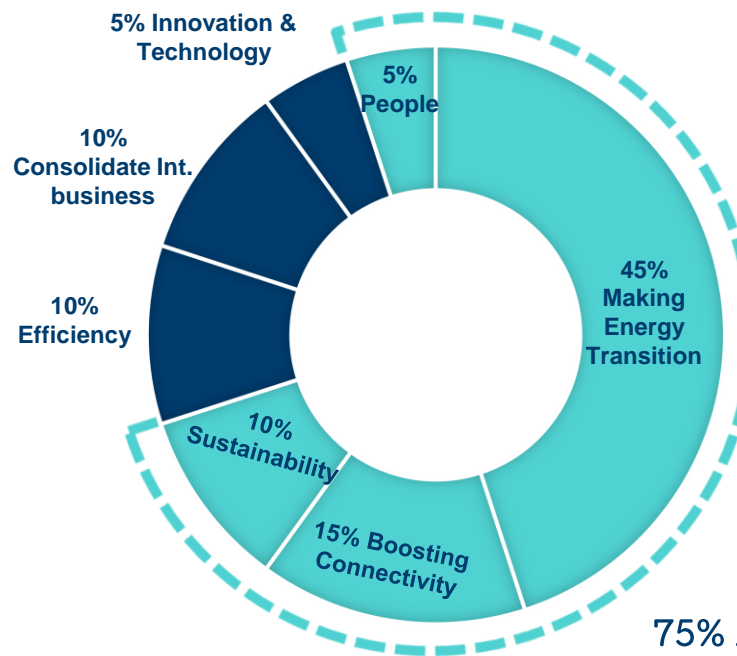 5% Innovation &
Technology
5%
People
10%
Consolidate Int.
business
45%
Making
Energy
Transition
10%
Efficiency
10%
Sustainability
15% Boosting
Connectivity
75%